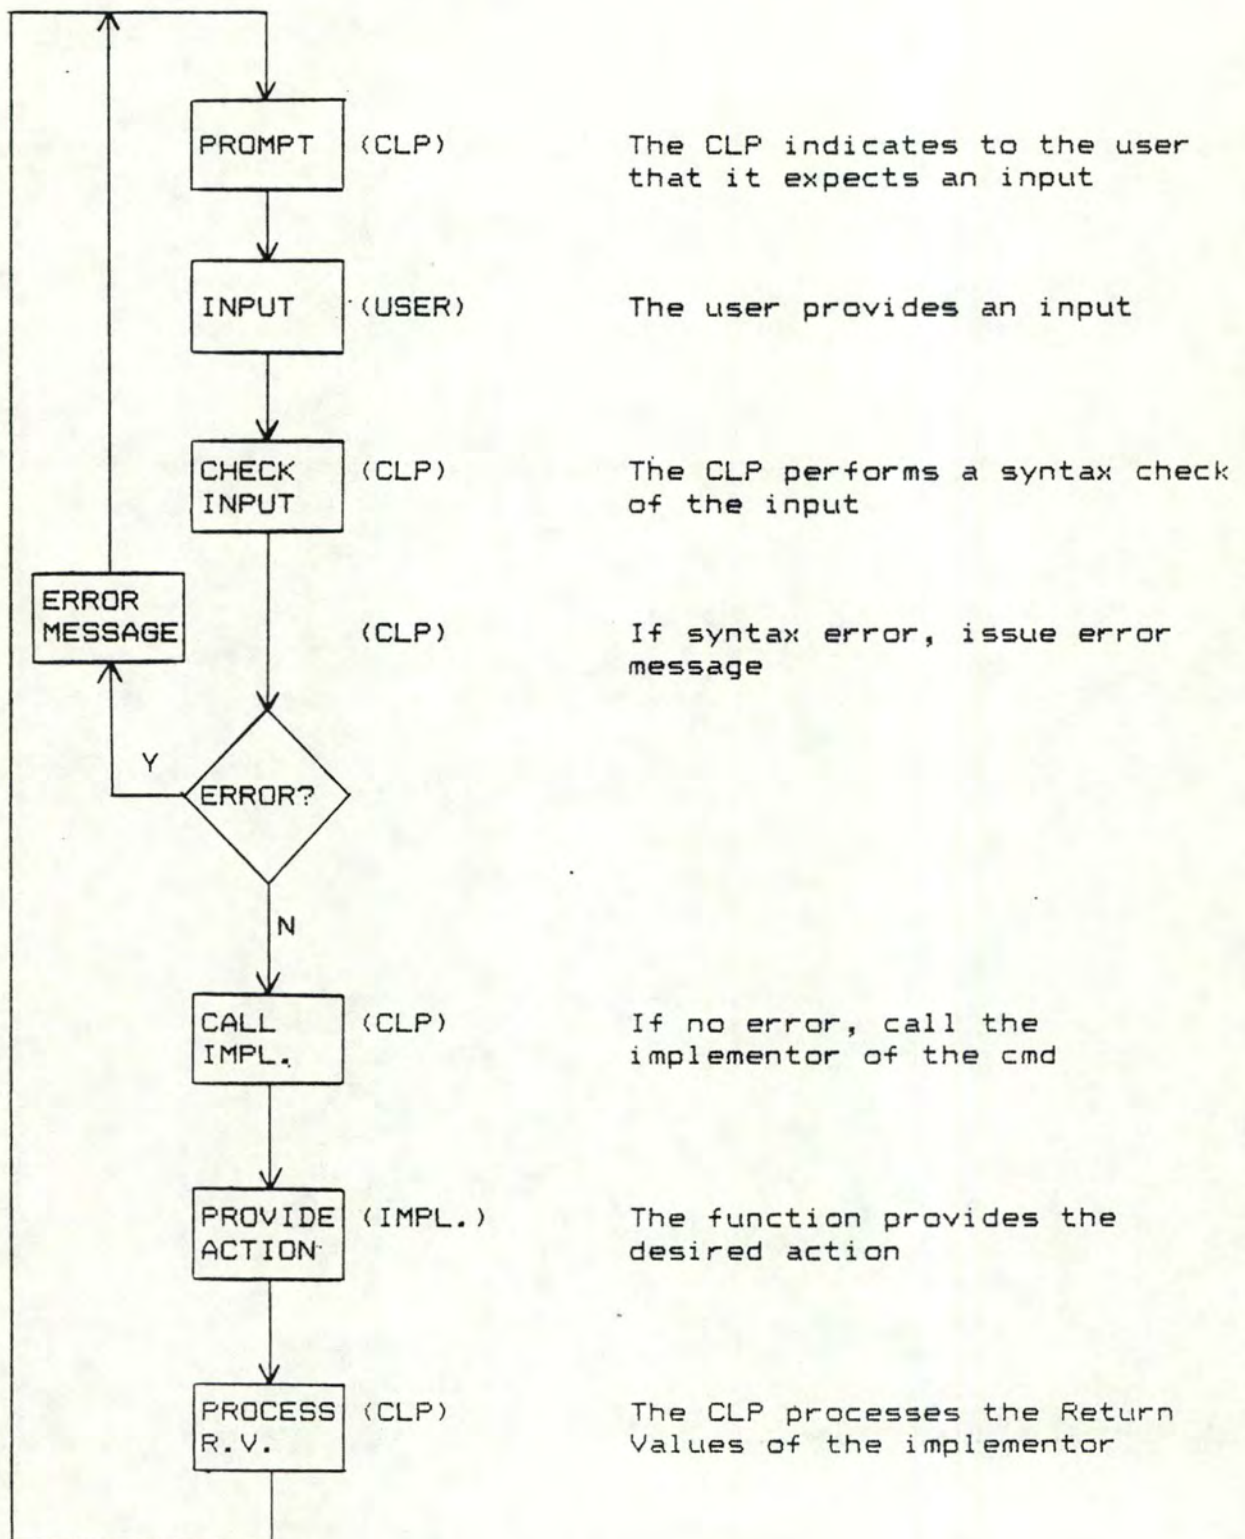 PROMPT (CLP) The CLP indicates to the user
that it expects an input
INPUT (USER) The user provides an input
CHECK (CLP) The CLP performs a syntax check
INPUT of the input
ERROR
MESSAGE (CLP) If syntax error, issue error
message
Y
ERROR?
N
CALL (CLP) If no error, call the
IMPL. implementor of the cmd
PROVIDE (IMPL.) The function provides the
ACTION desired action
PROCESS (CLP) The CLP processes the Return
R.V. Values of the implementor